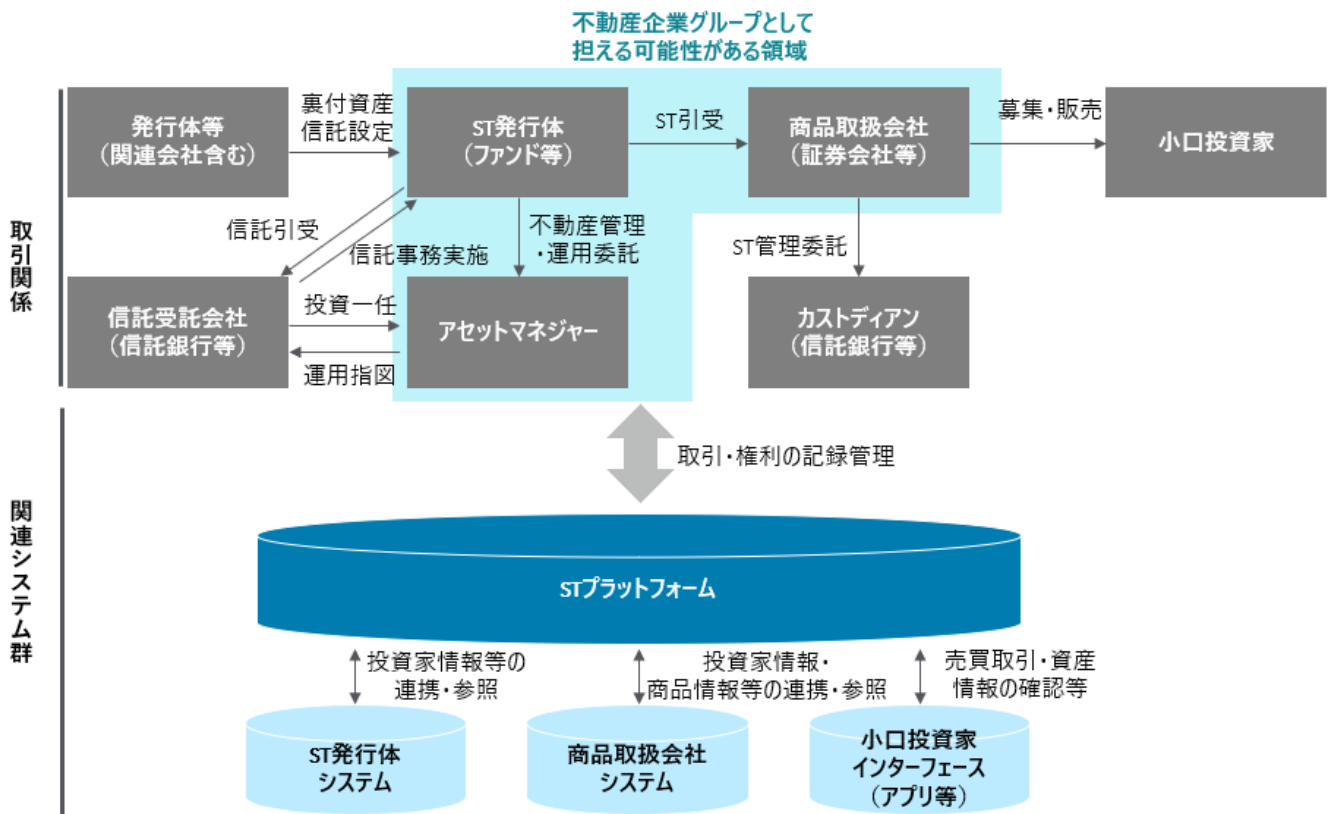 不動産企業グループとして
担える可能性がある領域
取引関係
発行体等
（関連会社含む）
裏付資産
信託設定
ST発行体
（ファンド等）
ST引受
商品取扱会社
（証券会社等）
募集・販売
小口投資家
信託引受
信託事務実施
不動産管理
・運用委託
ST管理委託
信託受託会社
（信託銀行等）
投資一任
運用指図
アセットマネジャー
カストディアン
（信託銀行等）
取引・権利の記録管理
関連システム群
STプラットフォーム
投資家情報等の
連携・参照
投資家情報・
商品情報等の連携・参照
売買取引・資産
情報の確認等
ST発行体
システム
商品取扱会社
システム
小口投資家
インターフェース
（アプリ等）